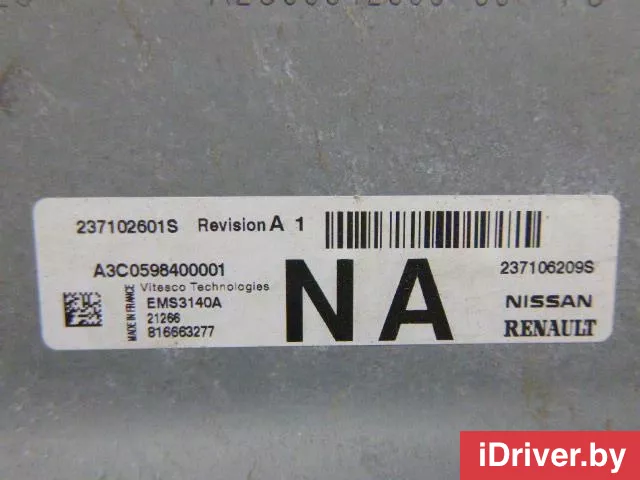 237102601S Revision A 1
A3C0598400001
237106209S
Vitesco Technologies
MADE IN FRANCE
EMS3140A
21266
816663277
NA
NISSAN
RENAULT
iDriver.by